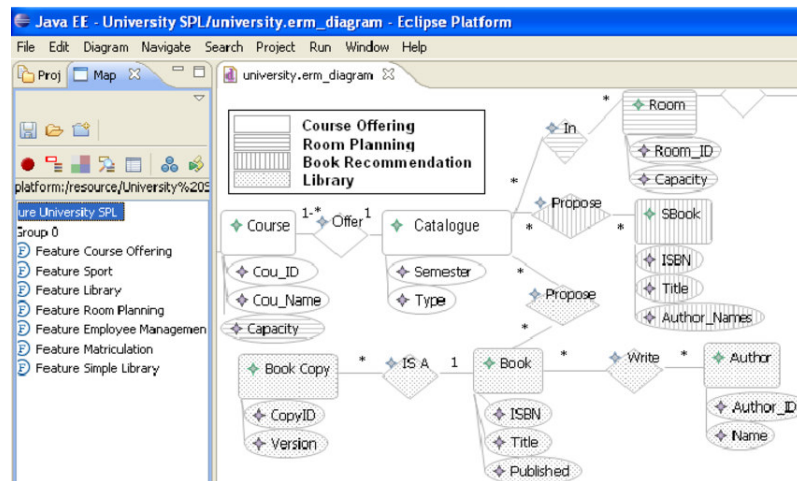 Java EE - University SPL/university.erm_diagram - Eclipse Platform
File Edit Diagram Navigate Search Project Run Window Help
Proj Map
university.erm_diagram
platform:/resource/University%20S
ure University SPL
Group 0
Feature Course Offering
Feature Sport
Feature Library
Feature Room Planning
Feature Employee Managemen
Feature Matriculation
Feature Simple Library
Course Offering
Room Planning
Book Recommendation
Library
* Room
In
Room_ID
Capacity
*
Course 1-* Offer 1 Catalogue
* Propose *
SBook
ISBN
Title
Author_Names
Cou_ID
Cou_Name
Capacity
Semester
Type
*
Propose
*
Book Copy * IS A 1 Book * Write * Author
CopyID
Version
ISBN
Title
Published
Author_ID
Name